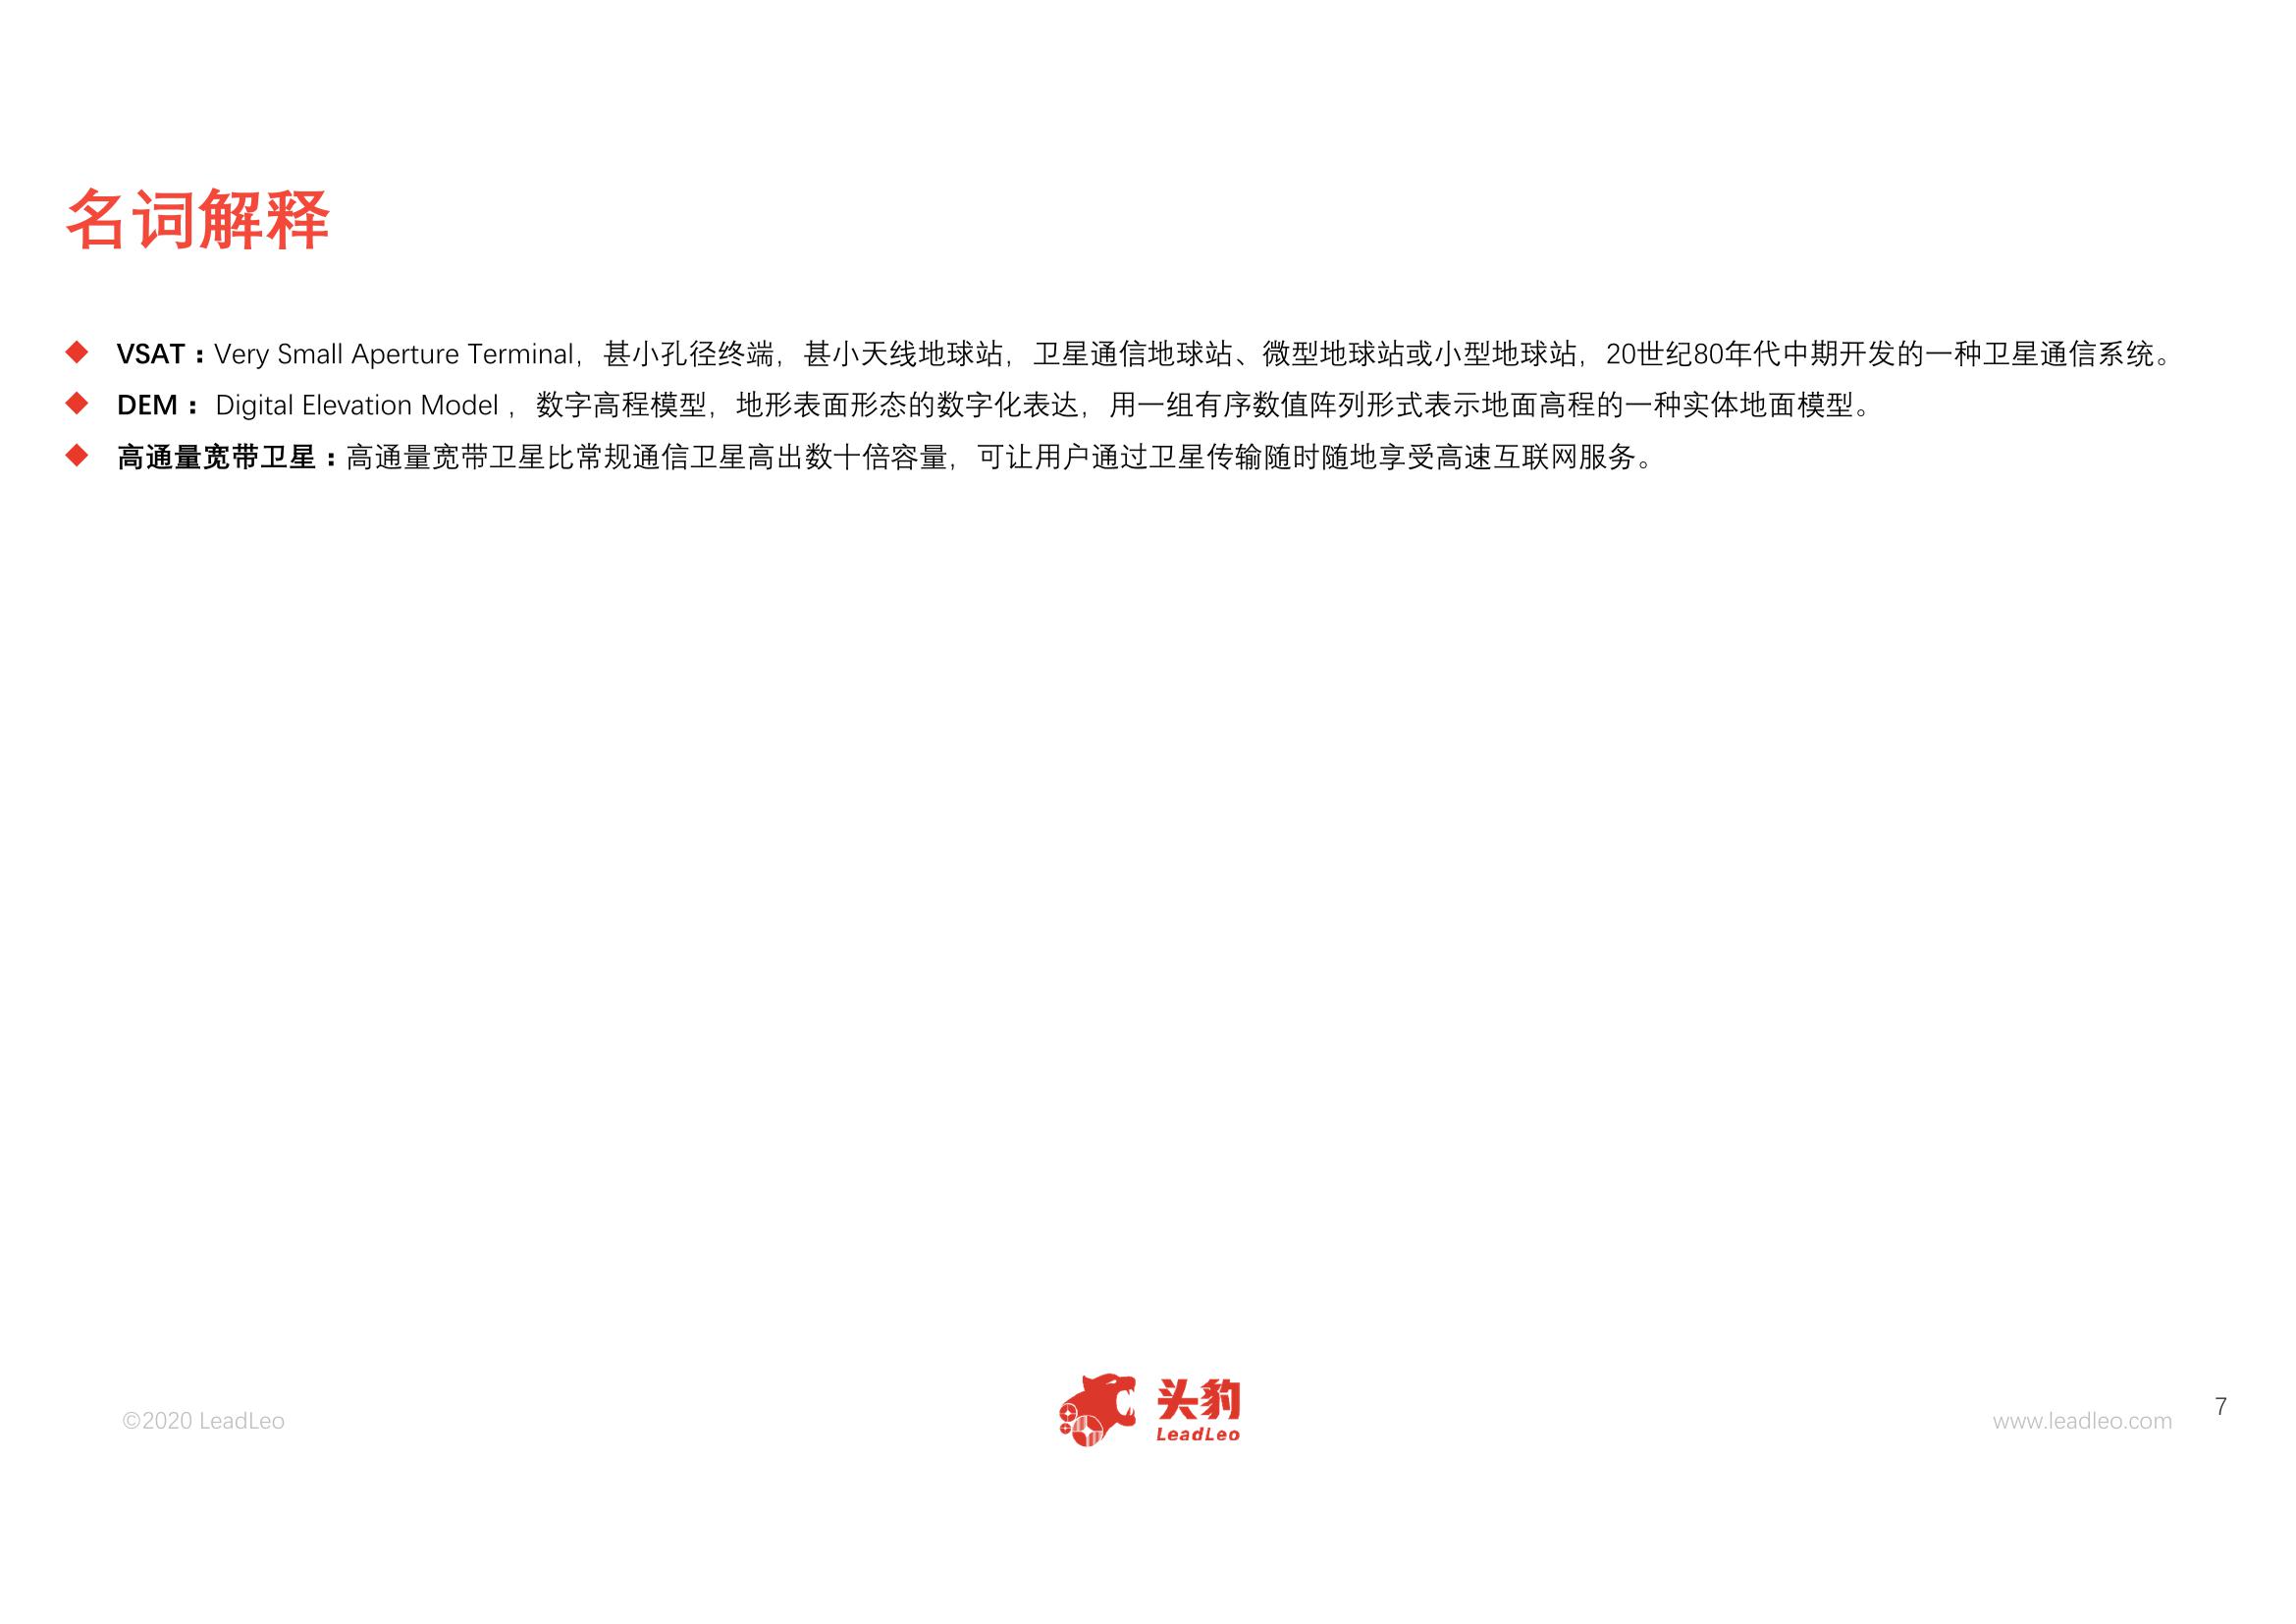 名词解释
VSAT：Very Small Aperture Terminal，甚小孔径终端，甚小天线地球站，卫星通信地球站、微型地球站或小型地球站，20世纪80年代中期开发的一种卫星通信系统。
DEM： Digital Elevation Model ，数字高程模型，地形表面形态的数字化表达，用一组有序数值阵列形式表示地面高程的一种实体地面模型。
高通量宽带卫星：高通量宽带卫星比常规通信卫星高出数十倍容量，可让用户通过卫星传输随时随地享受高速互联网服务。
©2020 LeadLeo
头豹
LeadLeo
www.leadleo.com
7